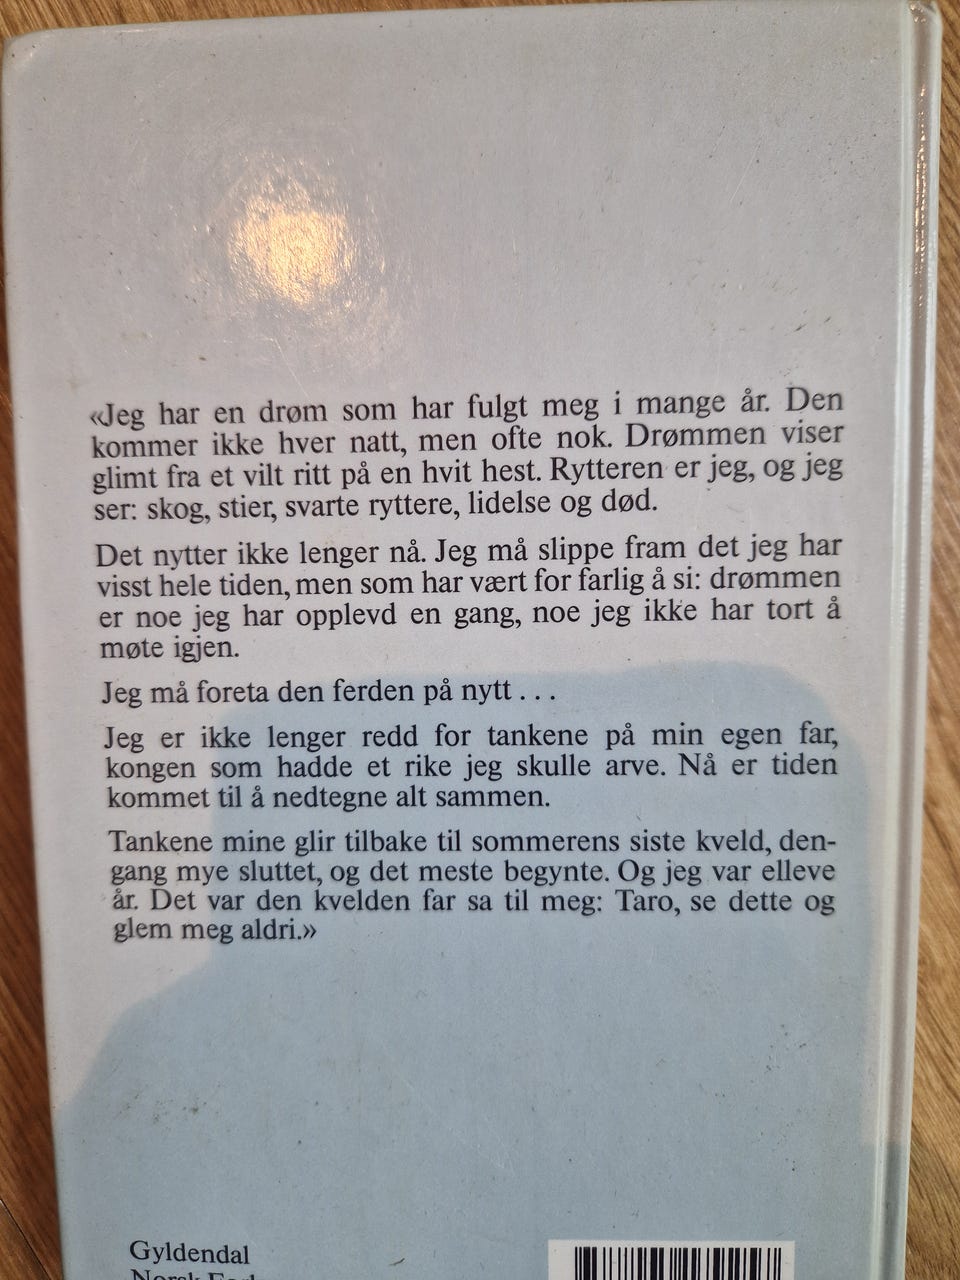 «Jeg har en drøm som har fulgt meg i mange år. Den
kommer ikke hver natt, men ofte nok. Drømmen viser
glimt fra et vilt ritt på en hvit hest. Rytteren er jeg, og jeg
ser: skog, stier, svarte ryttere, lidelse og død.
Det nytter ikke lenger nå. Jeg må slippe fram det jeg har
visst hele tiden, men som har vært for farlig å si: drømmen
er noe jeg har opplevd en gang, noe jeg ikke har tort å
møte igjen.
Jeg må foreta den ferden på nytt . . .
Jeg er ikke lenger redd for tankene på min egen far,
kongen som hadde et rike jeg skulle arve. Nå er tiden
kommet til å nedtegne alt sammen.
Tankene mine glir tilbake til sommerens siste kveld, den-
gang mye sluttet, og det meste begynte. Og jeg var elleve
år. Det var den kvelden far sa til meg: Taro, se dette og
glem meg aldri.»
Gyldendal
Norsk